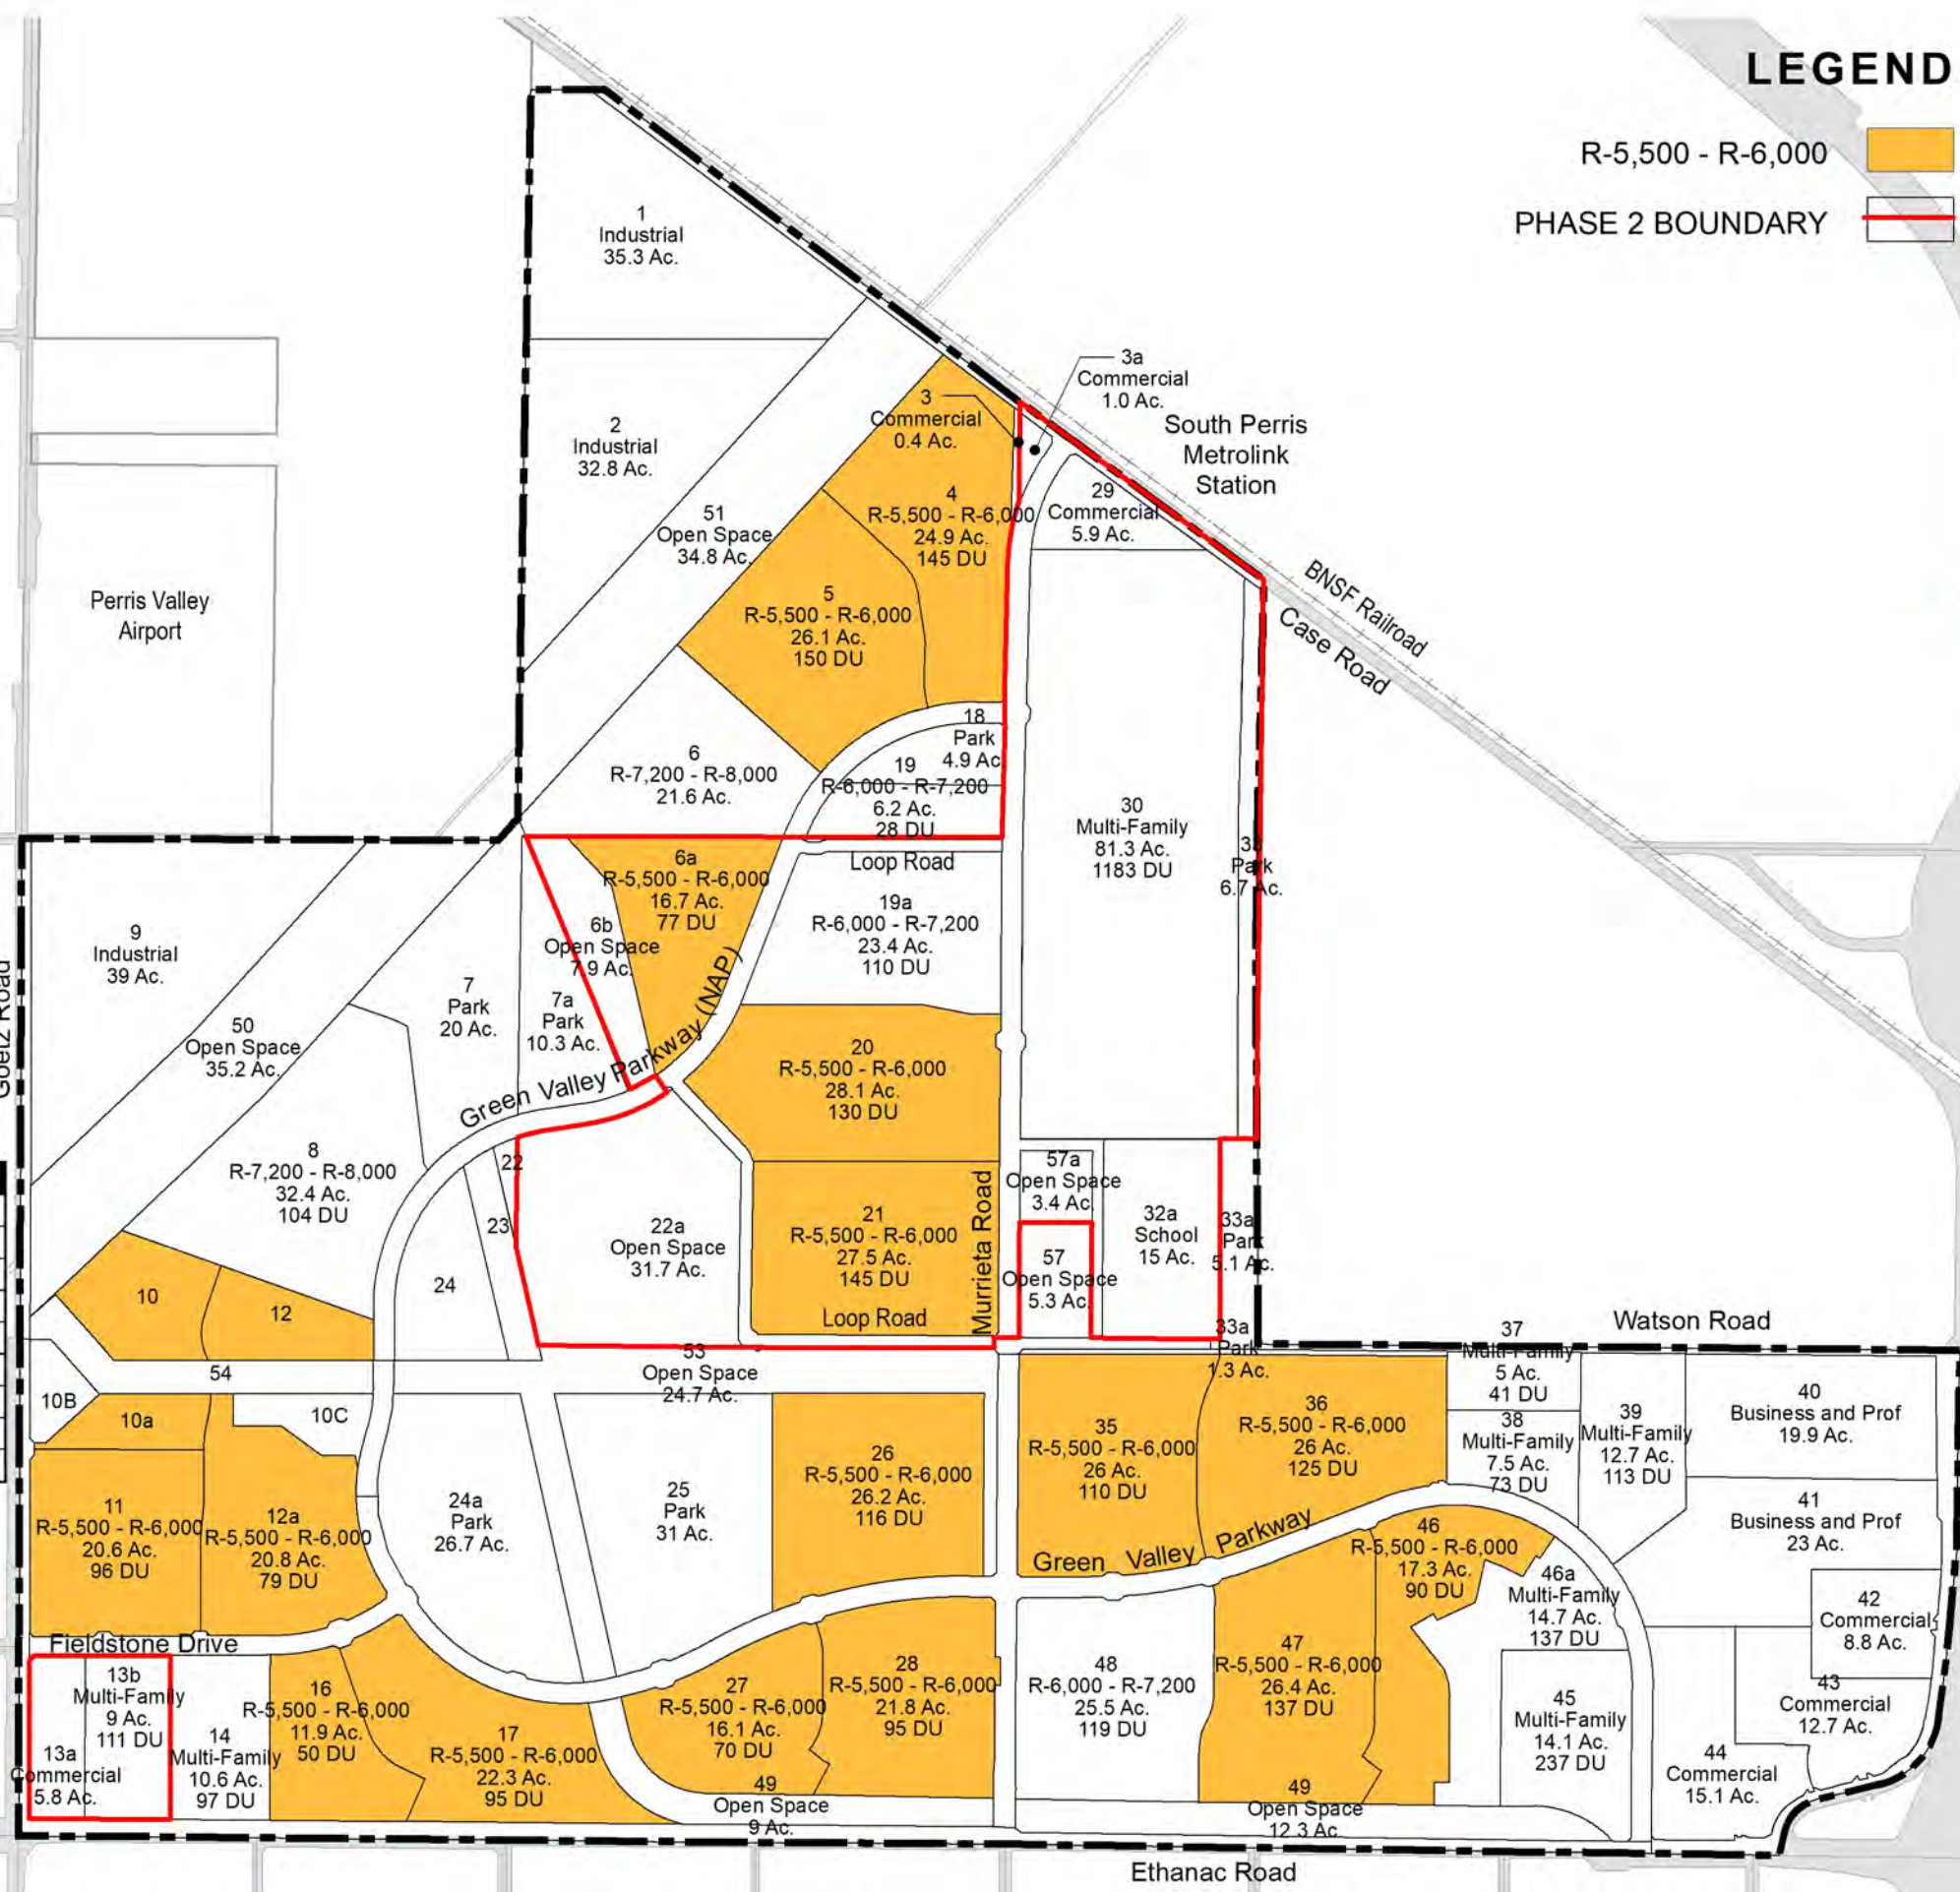 LEGEND
R-5,500 - R-6,000
PHASE 2 BOUNDARY
1
Industrial
35.3 Ac.
2
Industrial
32.8 Ac.
3
Commercial
0.4 Ac.
3a
Commercial
1.0 Ac.
South Perris
Metrolink
Station
29
Commercial
5.9 Ac.
4
R-5,500 - R-6,000
24.9 Ac.
145 DU
51
Open Space
34.8 Ac.
5
R-5,500 - R-6,000
26.1 Ac.
150 DU
BNSF Railroad
Case Road
Perris Valley
Airport
6
R-7,200 - R-8,000
21.6 Ac.
18
Park
4.9 Ac.
19
R-6,000 - R-7,200
6.2 Ac.
28 DU
Loop Road
30
Multi-Family
81.3 Ac.
1183 DU
Park
6.7 Ac.
6a
R-5,500 - R-6,000
16.7 Ac.
77 DU
19a
R-6,000 - R-7,200
23.4 Ac.
110 DU
6b
Open Space
7.9 Ac.
9
Industrial
39 Ac.
Goetz Road
7
Park
20 Ac.
7a
Park
10.3 Ac.
Green Valley Parkway (NAP)
50
Open Space
35.2 Ac.
20
R-5,500 - R-6,000
28.1 Ac.
130 DU
8
R-7,200 - R-8,000
32.4 Ac.
104 DU
22
23
24
22a
Open Space
31.7 Ac.
21
R-5,500 - R-6,000
27.5 Ac.
145 DU
Loop Road
Murrieta Road
57a
Open Space
3.4 Ac.
57
Open Space
5.3 Ac.
32a
School
15 Ac.
33a
Park
5.1 Ac.
33a
Park
1.3 Ac.
Watson Road
10
12
54
53
Open Space
24.7 Ac.
10B
10a
10C
11
R-5,500 - R-6,000
20.6 Ac.
96 DU
12a
R-5,500 - R-6,000
20.8 Ac.
79 DU
24a
Park
26.7 Ac.
25
Park
31 Ac.
26
R-5,500 - R-6,000
26.2 Ac.
116 DU
35
R-5,500 - R-6,000
26 Ac.
110 DU
36
R-5,500 - R-6,000
26 Ac.
125 DU
37
Multi-Family
5 Ac.
41 DU
38
Multi-Family
7.5 Ac.
73 DU
39
Multi-Family
12.7 Ac.
113 DU
40
Business and Prof
19.9 Ac.
41
Business and Prof
23 Ac.
42
Commercial
8.8 Ac.
43
Commercial
12.7 Ac.
44
Commercial
15.1 Ac.
Green Valley Parkway
46
R-5,500 - R-6,000
17.3 Ac.
90 DU
46a
Multi-Family
14.7 Ac.
137 DU
45
Multi-Family
14.1 Ac.
237 DU
47
R-5,500 - R-6,000
26.4 Ac.
137 DU
48
R-6,000 - R-7,200
25.5 Ac.
119 DU
Fieldstone Drive
13b
Multi-Family
9 Ac.
111 DU
13a
Commercial
5.8 Ac.
14
Multi-Family
10.6 Ac.
97 DU
16
R-5,500 - R-6,000
11.9 Ac.
50 DU
17
R-5,500 - R-6,000
22.3 Ac.
95 DU
27
R-5,500 - R-6,000
16.1 Ac.
70 DU
28
R-5,500 - R-6,000
21.8 Ac.
95 DU
49
Open Space
9 Ac.
49
Open Space
12.3 Ac.
Ethanac Road